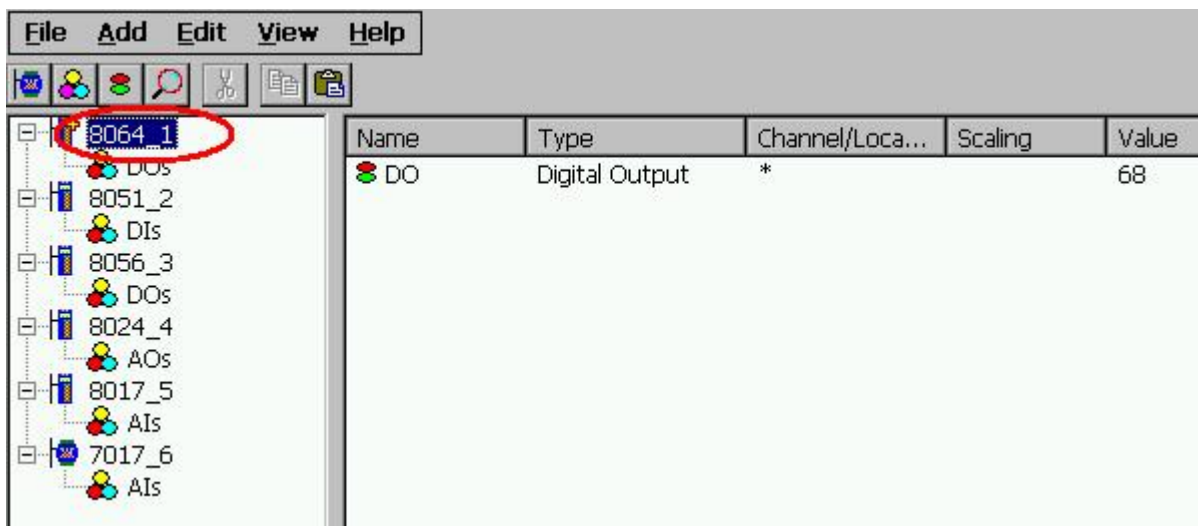 File Add Edit View Help
8064_1
DOs
8051_2
DIs
8056_3
DOs
8024_4
AOs
8017_5
AIs
7017_6
AIs
Name Type Channel/Loca... Scaling Value
DO Digital Output * 68